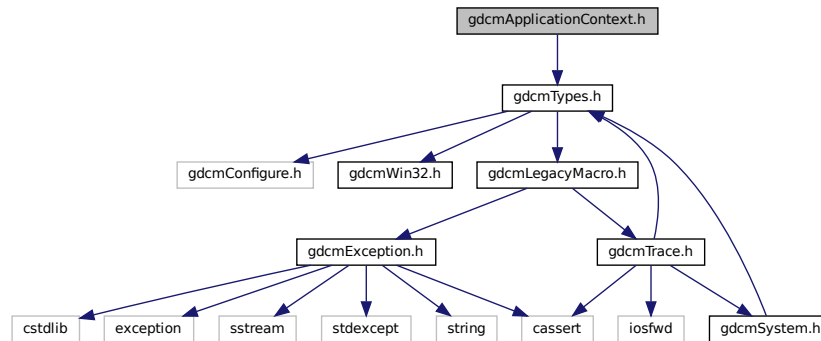 gdcmApplicationContext.h
gdcmTypes.h
gdcmConfigure.h
gdcmWin32.h
gdcmLegacyMacro.h
gdcmException.h
gdcmTrace.h
cstdlib
exception
sstream
stdexcept
string
cassert
iosfwd
gdcmSystem.h